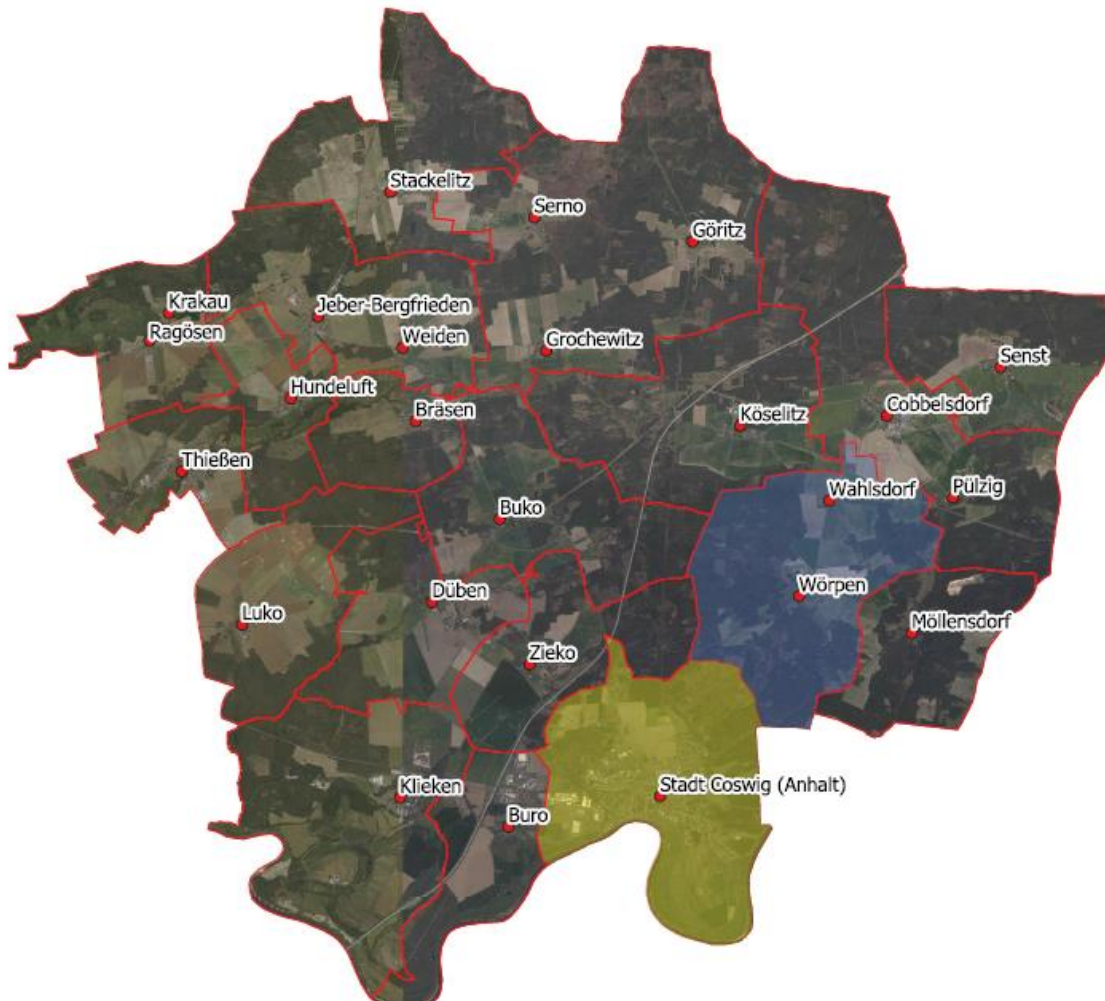 Stackelitz
Serno
Göritz
Krakau
Jeber-Bergfrieden
Ragösen
Weiden
Grochewitz
Senst
Hundeluft
Bräsen
Köselitz
Cobbelsdorf
Thießen
Buko
Wahlsdorf
Pülzig
Düben
Wörpen
Luko
Möllensdorf
Zieko
Klieken
Stadt Coswig (Anhalt)
Buro